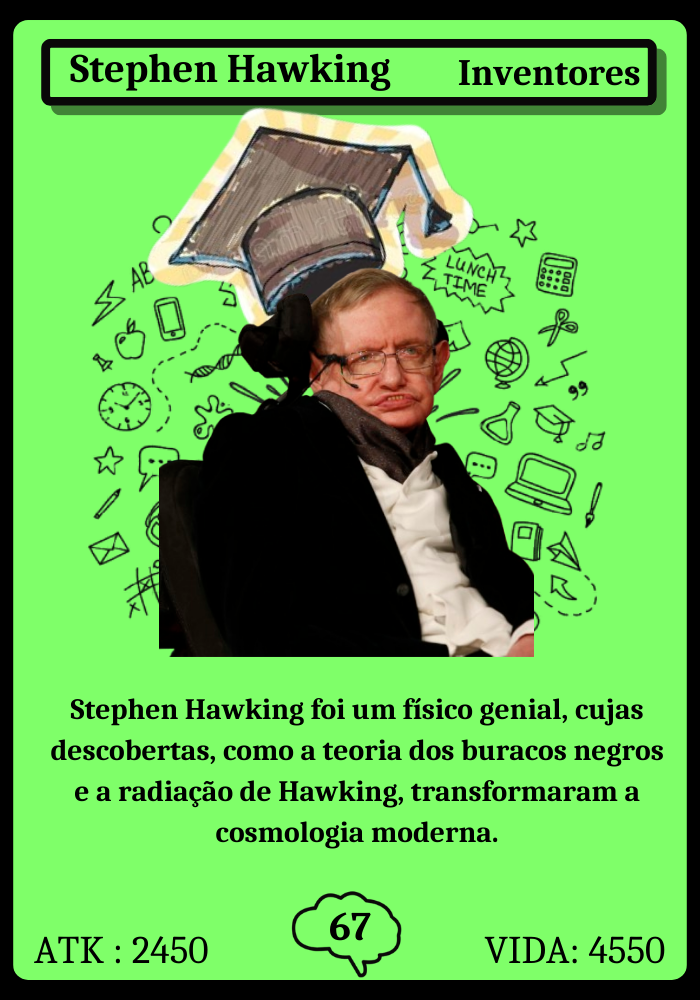 Stephen Hawking Inventores
AB
LUNCH
TIME
Stephen Hawking foi um físico genial, cujas
descobertas, como a teoria dos buracos negros
e a radiação de Hawking, transformaram a
cosmologia moderna.
67
ATK : 2450 VIDA: 4550